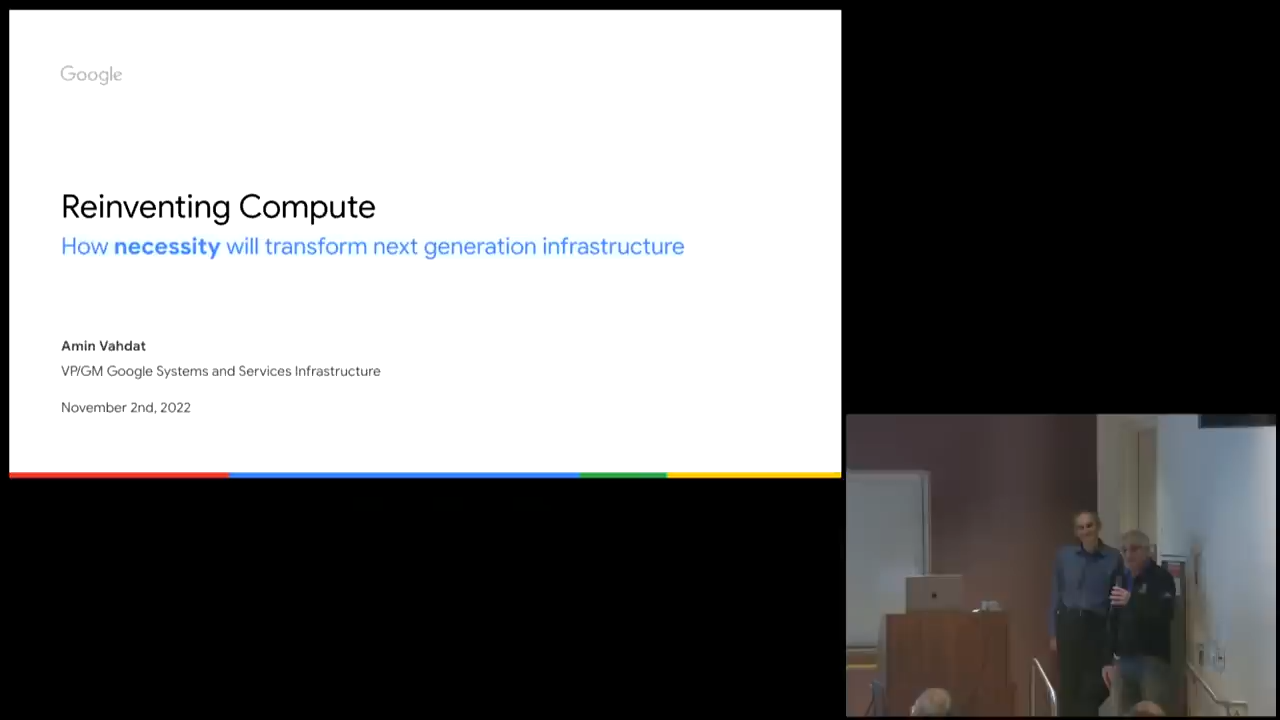 Google
Reinventing Compute
How necessity will transform next generation infrastructure
Amin Vahdat
VP/GM Google Systems and Services Infrastructure
November 2nd, 2022